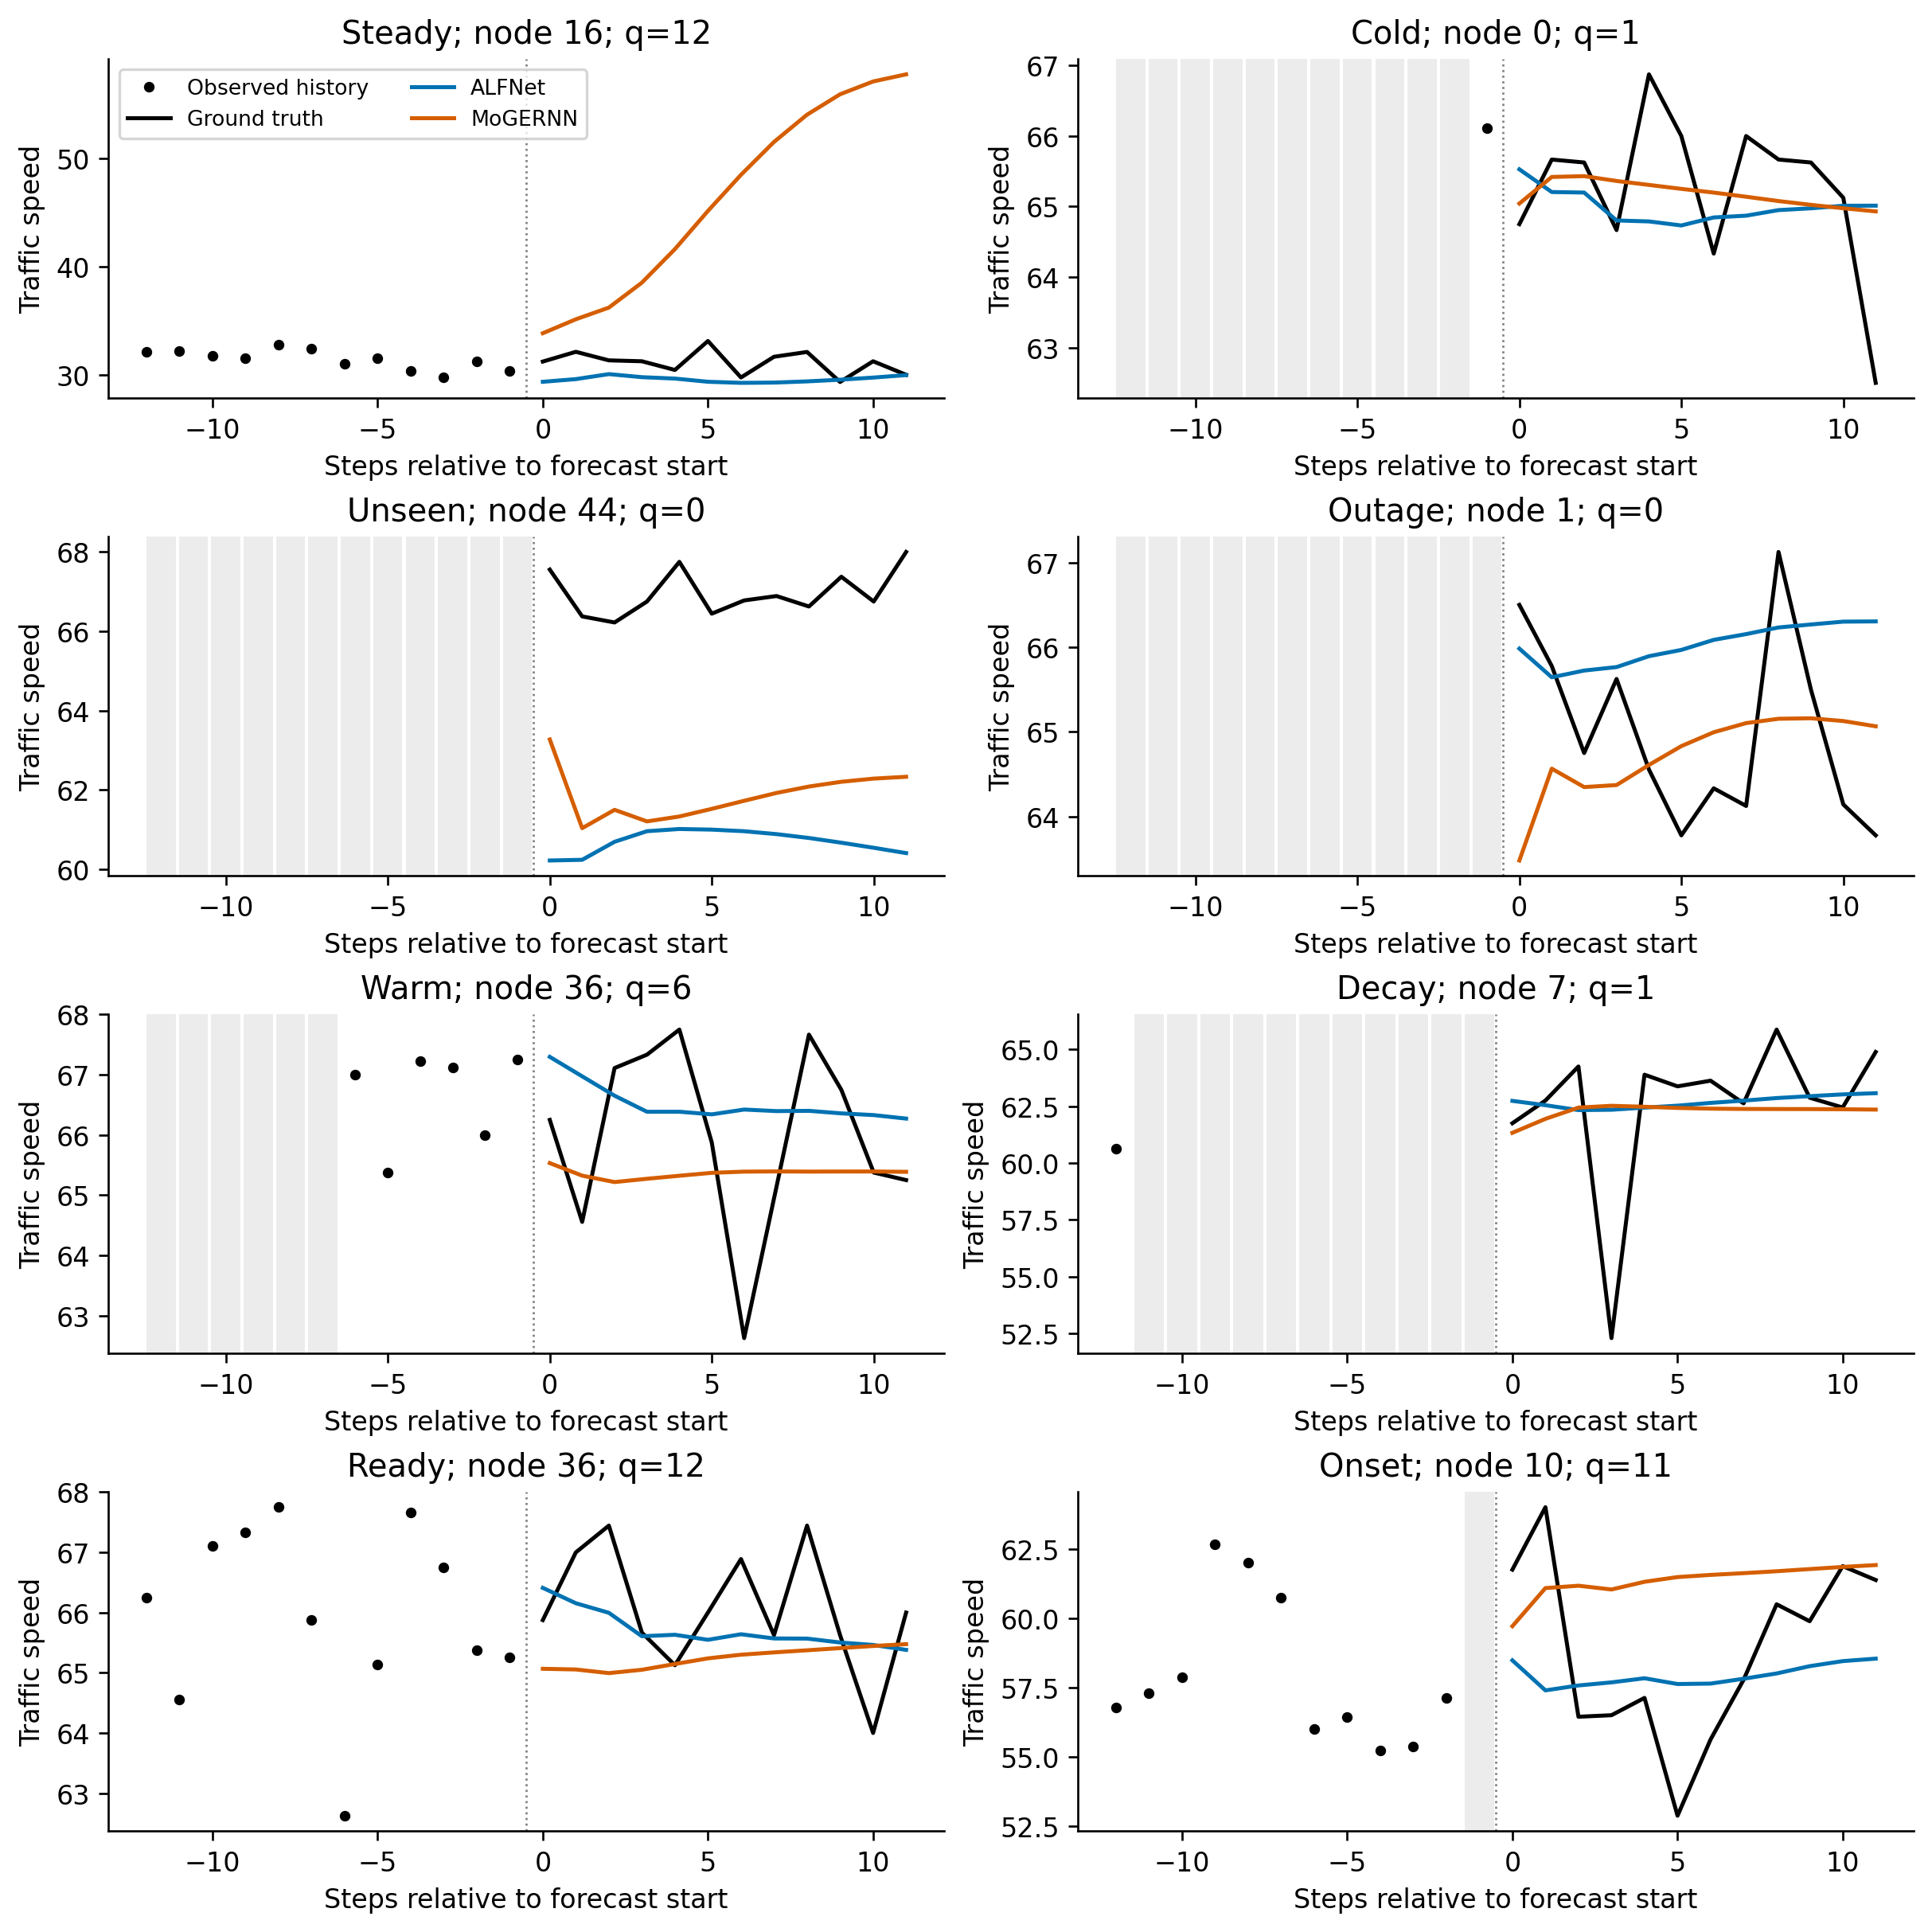 Steady; node 16; q=12
Observed history
Ground truth
ALFNet
MoGERNN
Traffic speed
50
40
30
−10 −5 0 5 10
Steps relative to forecast start
Cold; node 0; q=1
Traffic speed
67
66
65
64
63
−10 −5 0 5 10
Steps relative to forecast start
Unseen; node 44; q=0
Traffic speed
68
66
64
62
60
−10 −5 0 5 10
Steps relative to forecast start
Outage; node 1; q=0
Traffic speed
67
66
65
64
−10 −5 0 5 10
Steps relative to forecast start
Warm; node 36; q=6
Traffic speed
68
67
66
65
64
63
−10 −5 0 5 10
Steps relative to forecast start
Decay; node 7; q=1
Traffic speed
65.0
62.5
60.0
57.5
55.0
52.5
−10 −5 0 5 10
Steps relative to forecast start
Ready; node 36; q=12
Traffic speed
68
67
66
65
64
63
−10 −5 0 5 10
Steps relative to forecast start
Onset; node 10; q=11
Traffic speed
62.5
60.0
57.5
55.0
52.5
−10 −5 0 5 10
Steps relative to forecast start